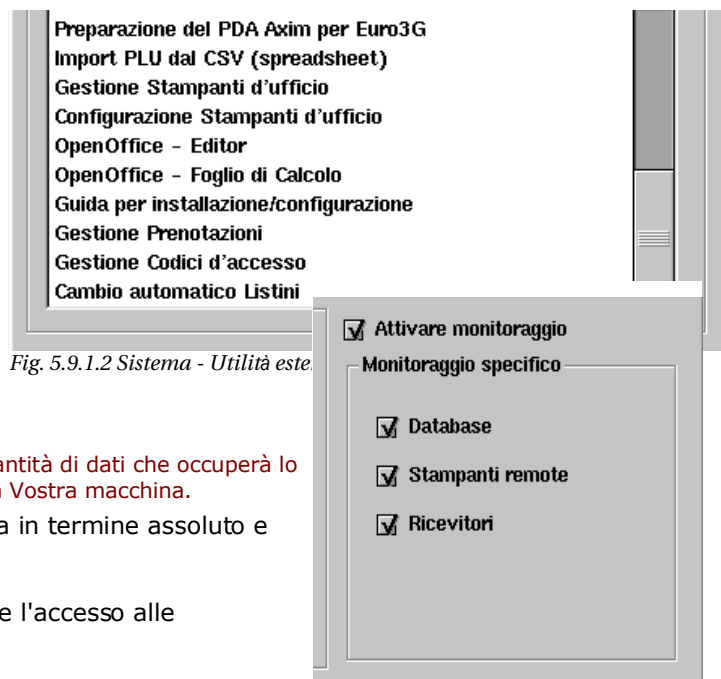 Preparazione del PDA Axim per Euro3G
Import PLU dal CSV (spreadsheet)
Gestione Stampanti d'ufficio
Configurazione Stampanti d'ufficio
OpenOffice - Editor
OpenOffice - Foglio di Calcolo
Guida per installazione/configurazione
Gestione Prenotazioni
Gestione Codici d'accesso
Cambio automatico Listini
Fig. 5.9.1.2 Sistema - Utilità este
Attivare monitoraggio
Monitoraggio specifico
Database
Stampanti remote
Ricevitori
antità di dati che occuperà lo
Vostra macchina.
a in termine assoluto e
e l'accesso alle